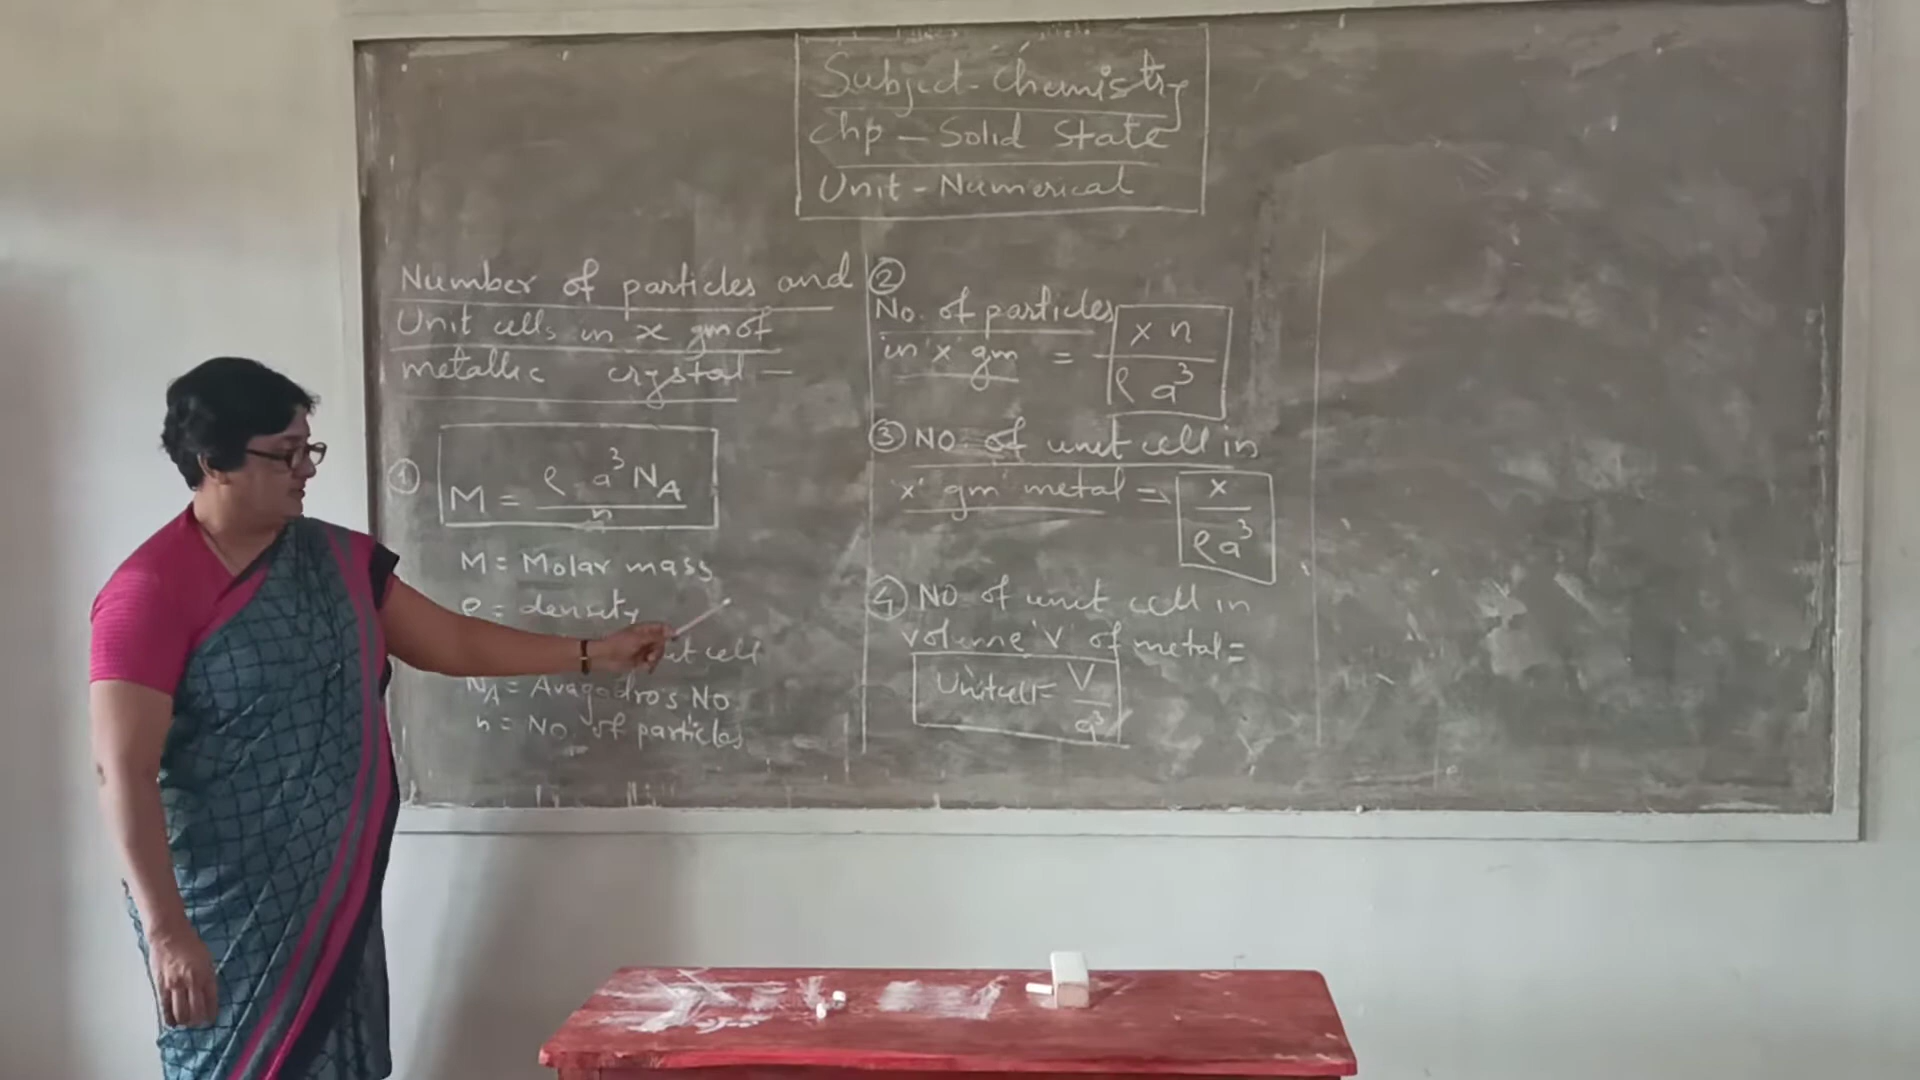 Subject - Chemistry
Chp - Solid State
Unit - Numerical
Number of particles and
Unit cells in x gm of
metallic crystal -
① M = ρ a³ N_A / n
M = Molar mass
ρ = density
cell
N_A = Avagadro's No
n = No. of particles
②
No. of particles
in 'x' gm = x n / ρ a³
③ NO. of unit cell in
'x' gm metal = x / ρa³
④ NO of unit cell in
volume 'V' of metal =
Unitcell = V / a³